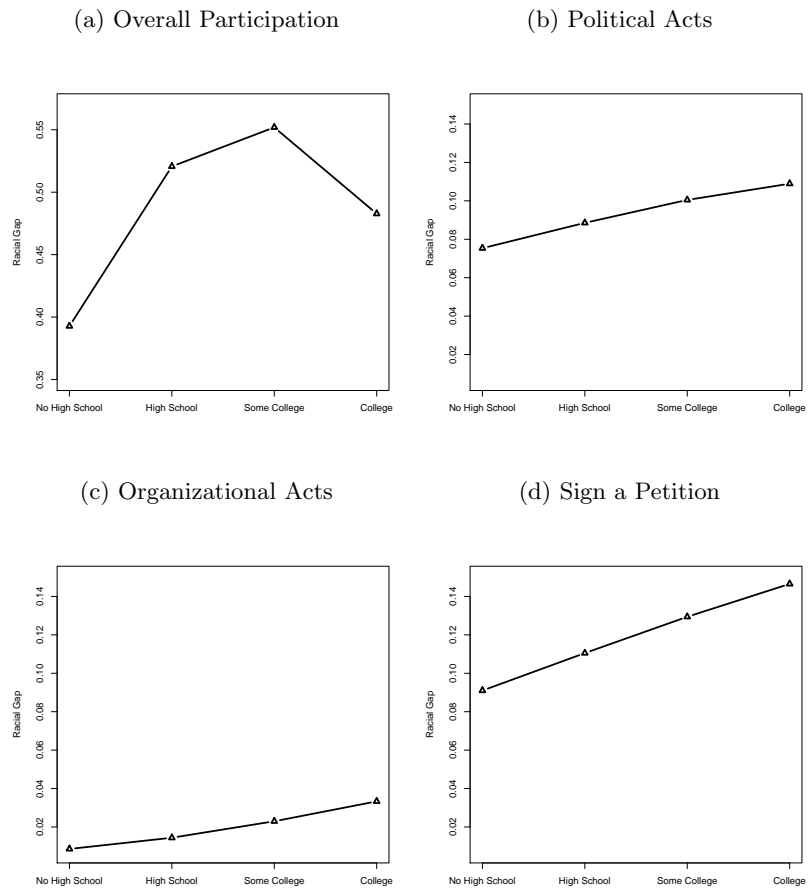 (a) Overall Participation
Racial Gap
0.55
0.50
0.45
0.40
0.35
No High School High School Some College College
(b) Political Acts
Racial Gap
0.14
0.12
0.10
0.08
0.06
0.04
0.02
No High School High School Some College College
(c) Organizational Acts
Racial Gap
0.14
0.12
0.10
0.08
0.06
0.04
0.02
No High School High School Some College College
(d) Sign a Petition
Racial Gap
0.14
0.12
0.10
0.08
0.06
0.04
0.02
No High School High School Some College College